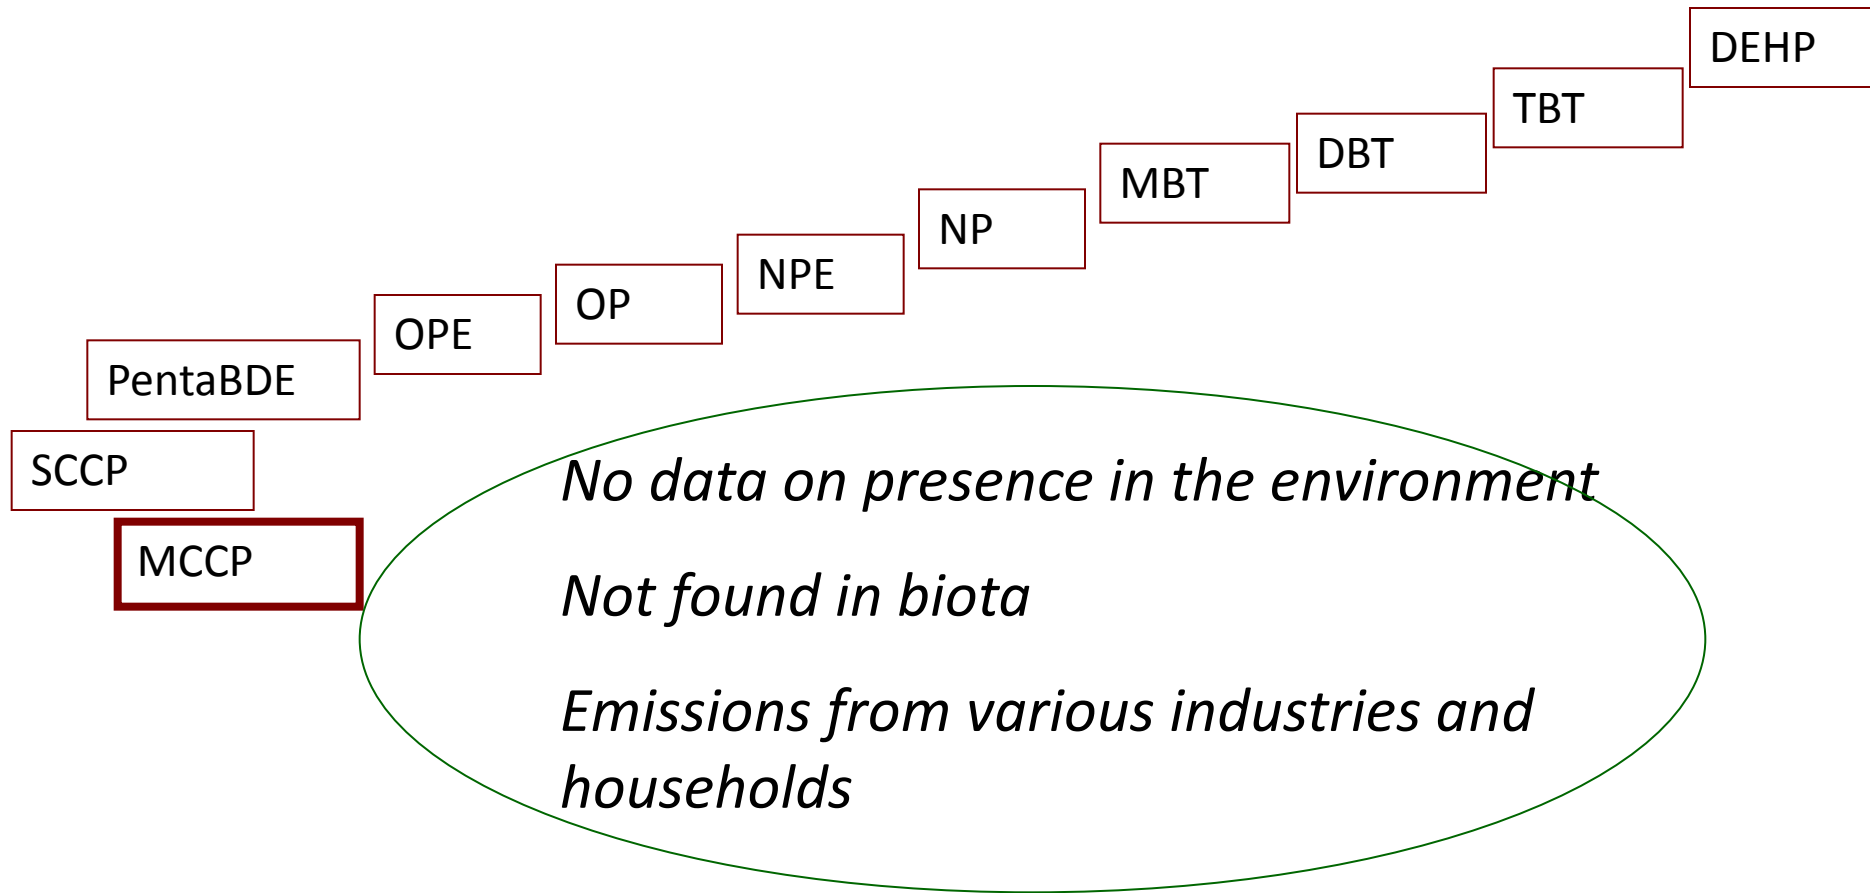 DEHP
TBT
DBT
MBT
NP
NPE
OP
OPE
PentaBDE
SCCP
MCCP
No data on presence in the environment
Not found in biota
Emissions from various industries and
households